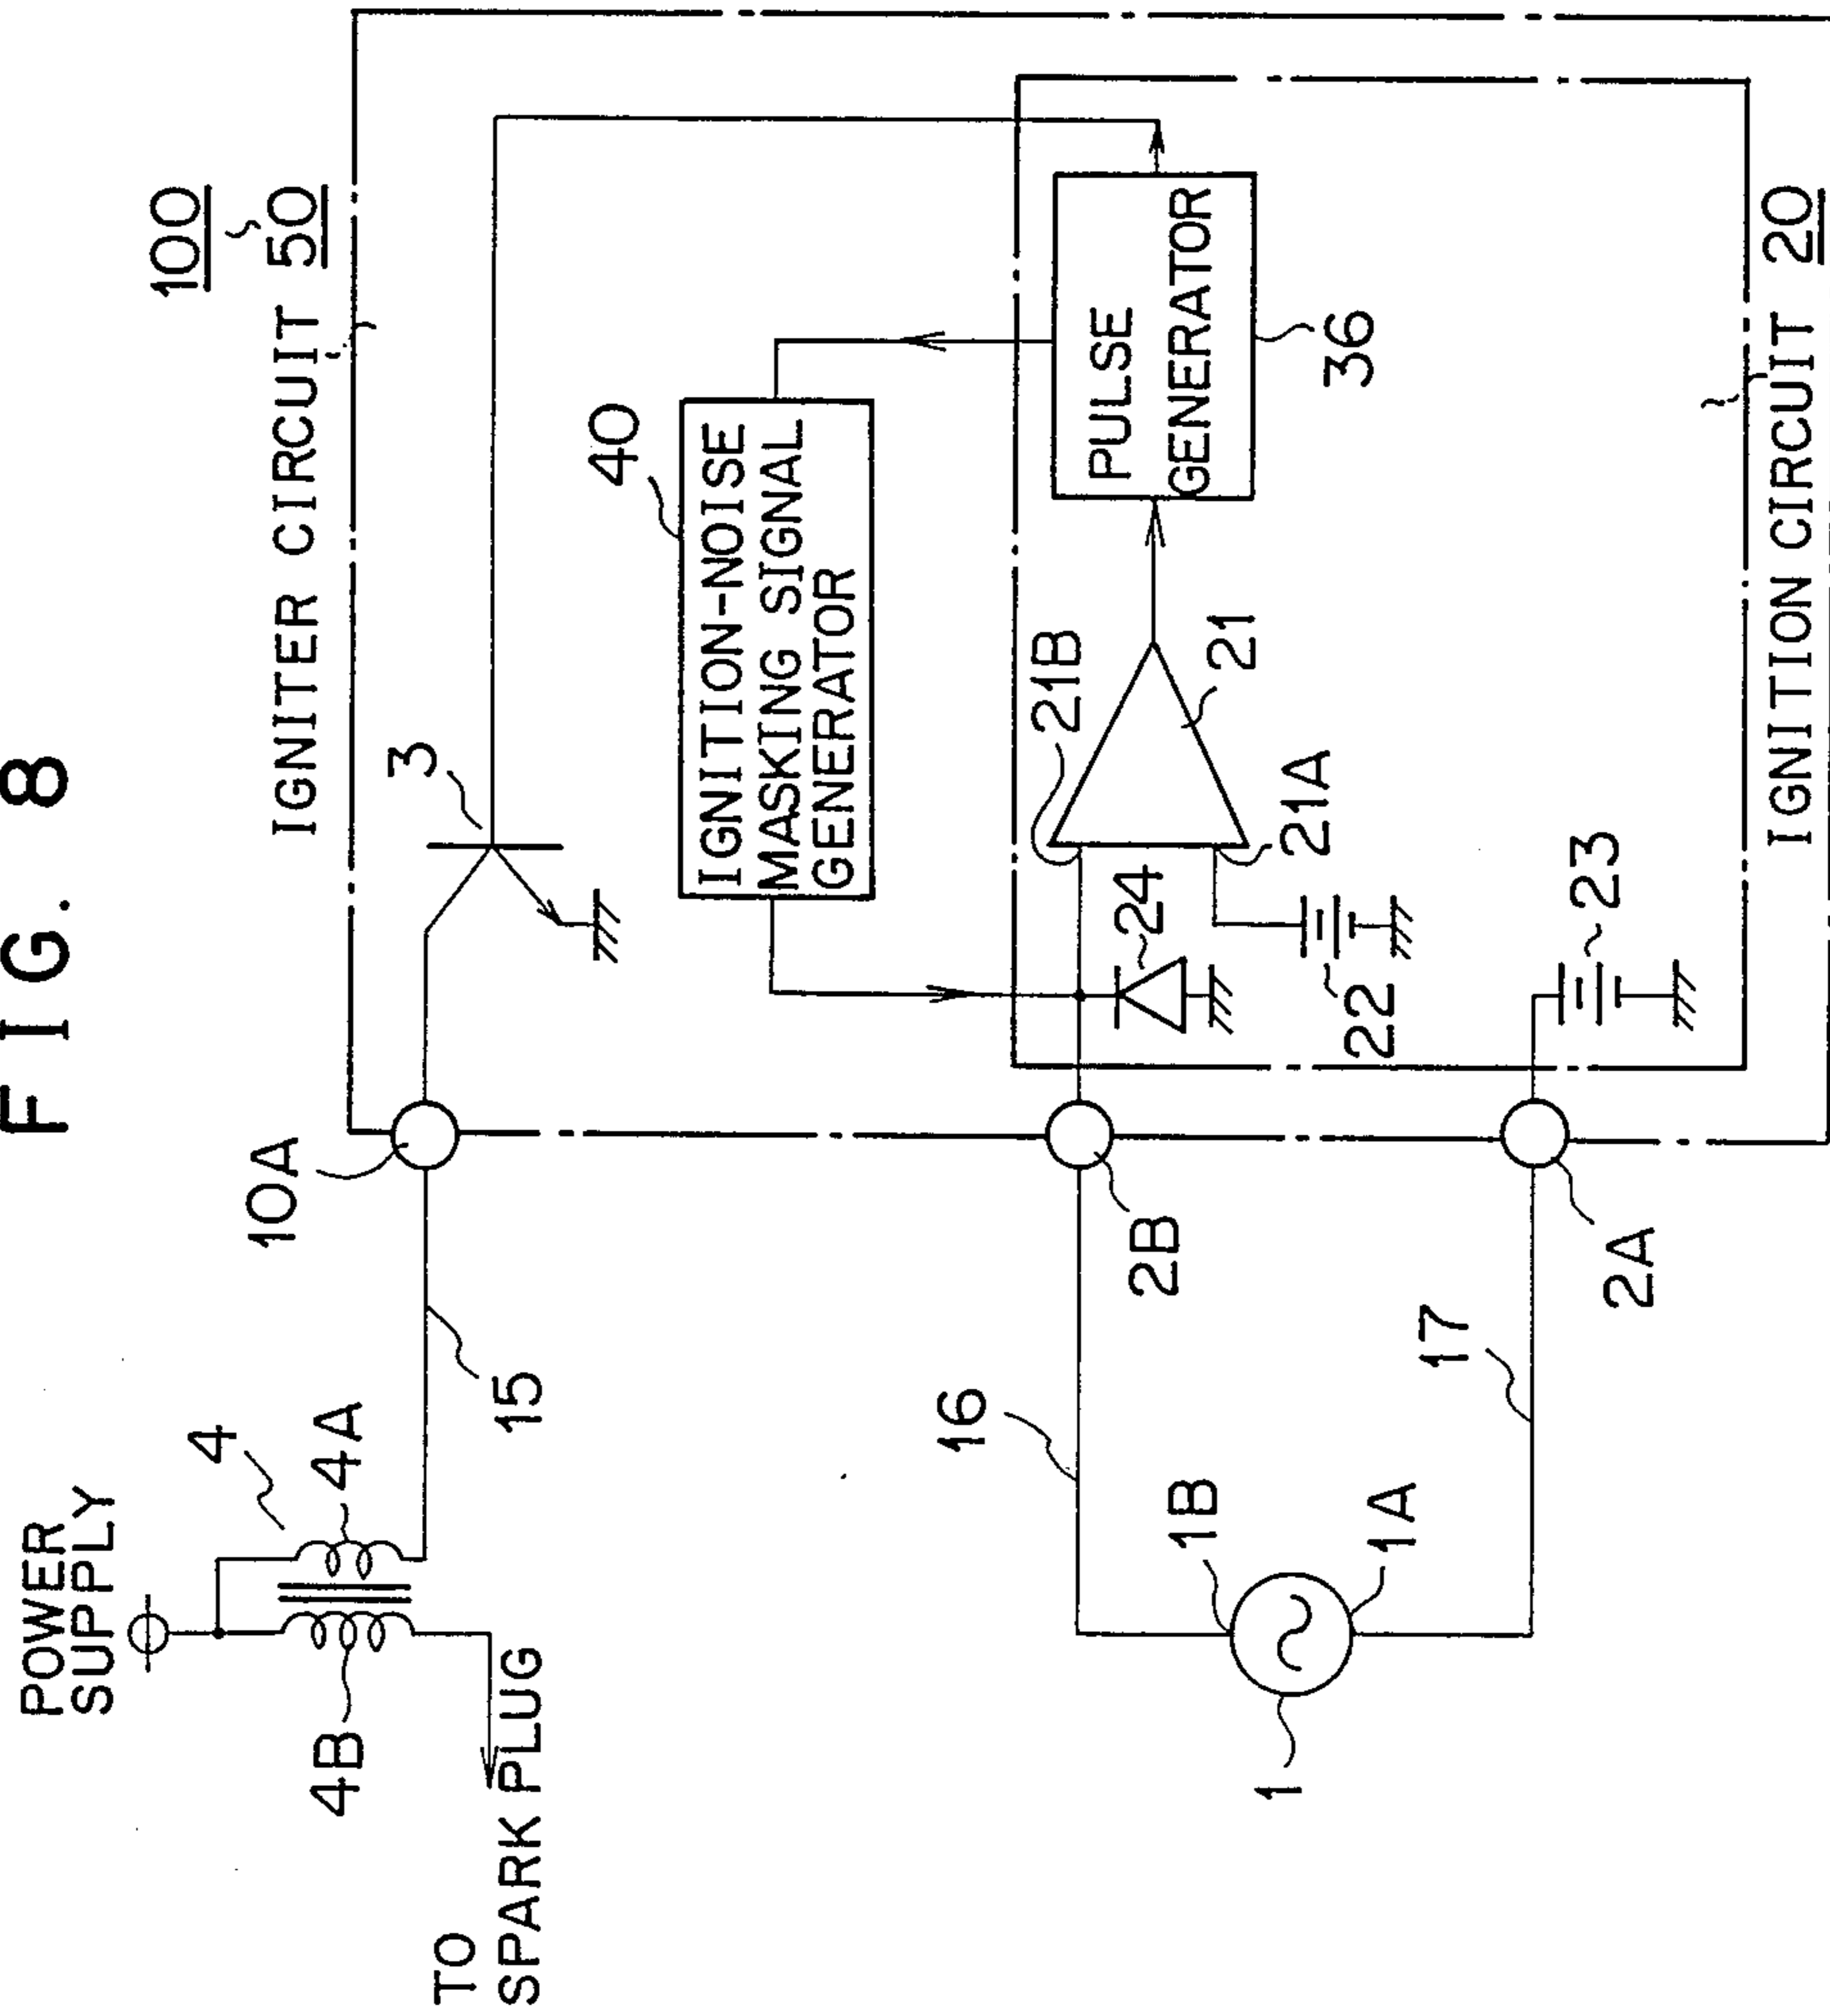 FIG. 8
100
IGNITER CIRCUIT 50
POWER
SUPPLY
4
4A
4B
TO
SPARK PLUG
15
10A
3
40
IGNITION-NOISE
MASKING SIGNAL
GENERATOR
16
2B
21B
24
21
21A
22
PULSE
GENERATOR
36
1B
1A
1
17
2A
23
IGNITION CIRCUIT 20